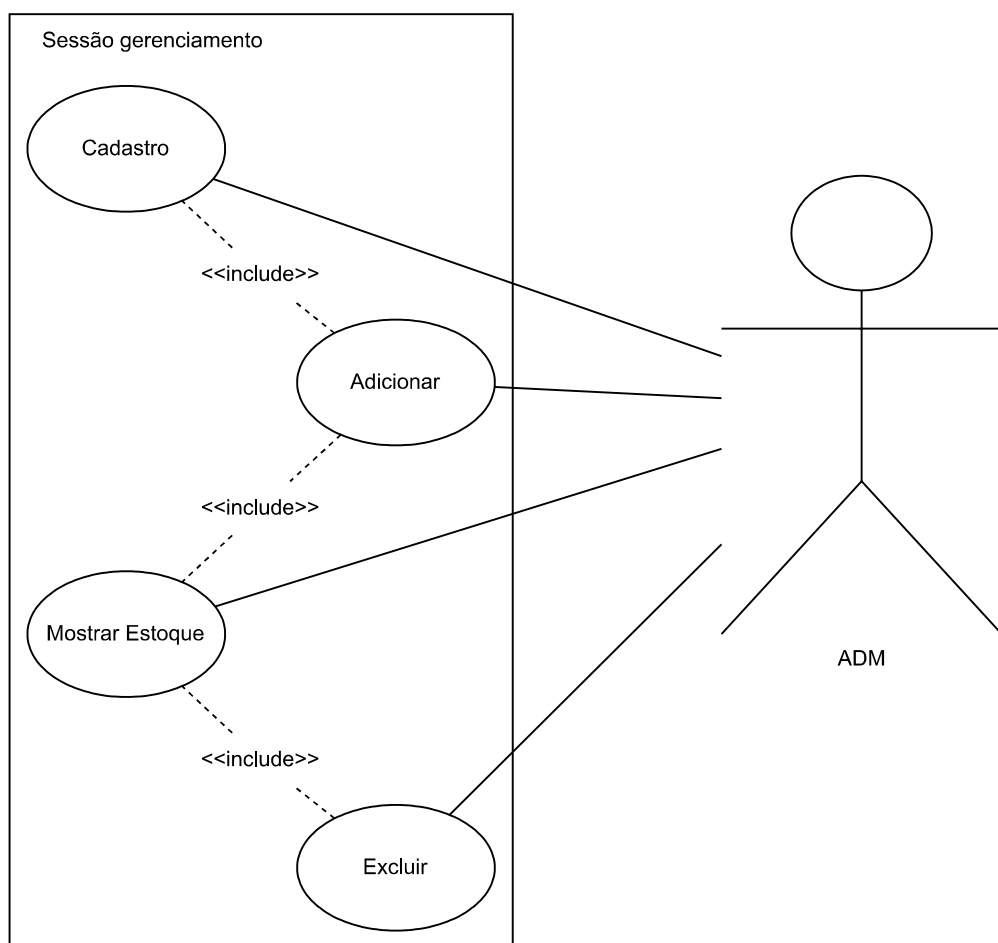 Sessão gerenciamento
Cadastro
<<include>>
Adicionar
<<include>>
Mostrar Estoque
ADM
<<include>>
Excluir